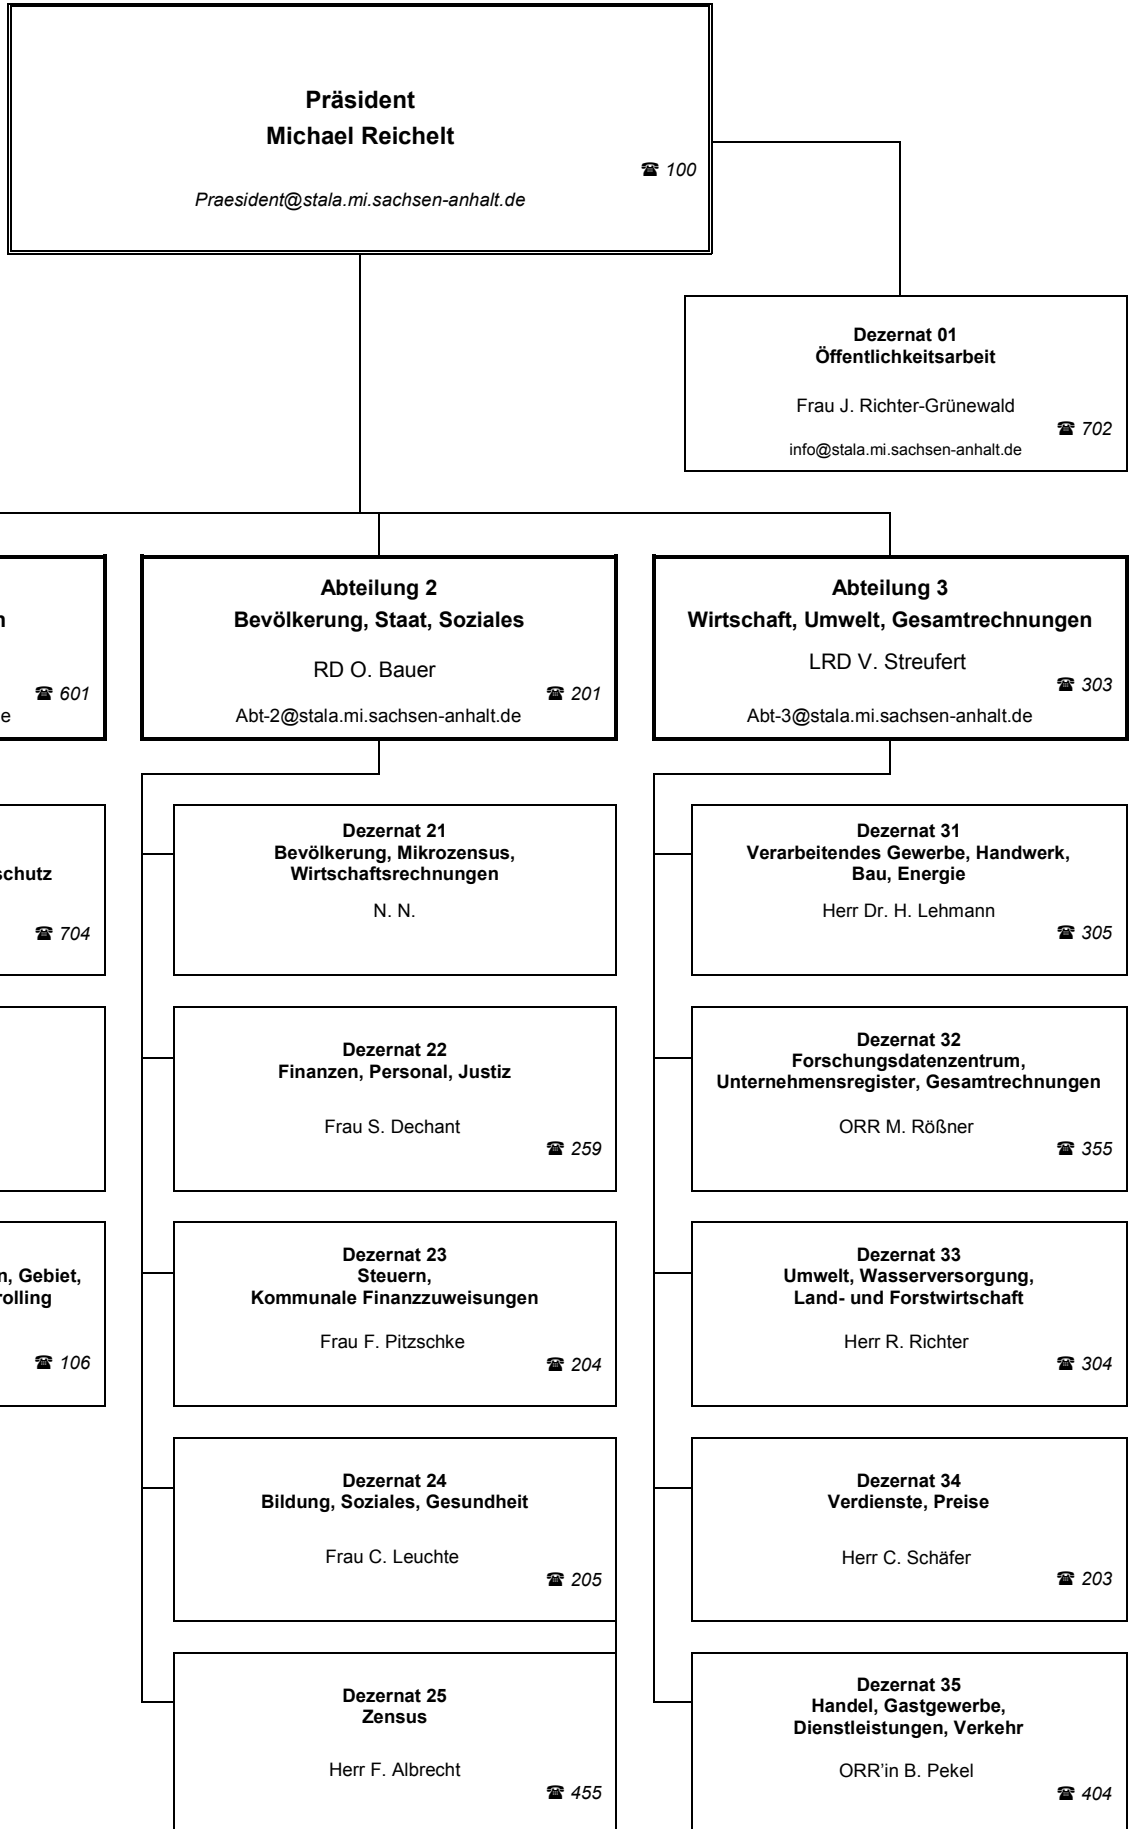 Präsident
Michael Reichelt
☎ 100
Praesident@stala.mi.sachsen-anhalt.de
Dezernat 01
Öffentlichkeitsarbeit
Frau J. Richter-Grünewald
☎ 702
info@stala.mi.sachsen-anhalt.de
n
☎ 601
e
schutz
☎ 704
n, Gebiet,
rolling
☎ 106
Abteilung 2
Bevölkerung, Staat, Soziales
RD O. Bauer
☎ 201
Abt-2@stala.mi.sachsen-anhalt.de
Dezernat 21
Bevölkerung, Mikrozensus,
Wirtschaftsrechnungen
N. N.
Dezernat 22
Finanzen, Personal, Justiz
Frau S. Dechant
☎ 259
Dezernat 23
Steuern,
Kommunale Finanzzuweisungen
Frau F. Pitzschke
☎ 204
Dezernat 24
Bildung, Soziales, Gesundheit
Frau C. Leuchte
☎ 205
Dezernat 25
Zensus
Herr F. Albrecht
☎ 455
Abteilung 3
Wirtschaft, Umwelt, Gesamtrechnungen
LRD V. Streufert
☎ 303
Abt-3@stala.mi.sachsen-anhalt.de
Dezernat 31
Verarbeitendes Gewerbe, Handwerk,
Bau, Energie
Herr Dr. H. Lehmann
☎ 305
Dezernat 32
Forschungsdatenzentrum,
Unternehmensregister, Gesamtrechnungen
ORR M. Rößner
☎ 355
Dezernat 33
Umwelt, Wasserversorgung,
Land- und Forstwirtschaft
Herr R. Richter
☎ 304
Dezernat 34
Verdienste, Preise
Herr C. Schäfer
☎ 203
Dezernat 35
Handel, Gastgewerbe,
Dienstleistungen, Verkehr
ORR’in B. Pekel
☎ 404